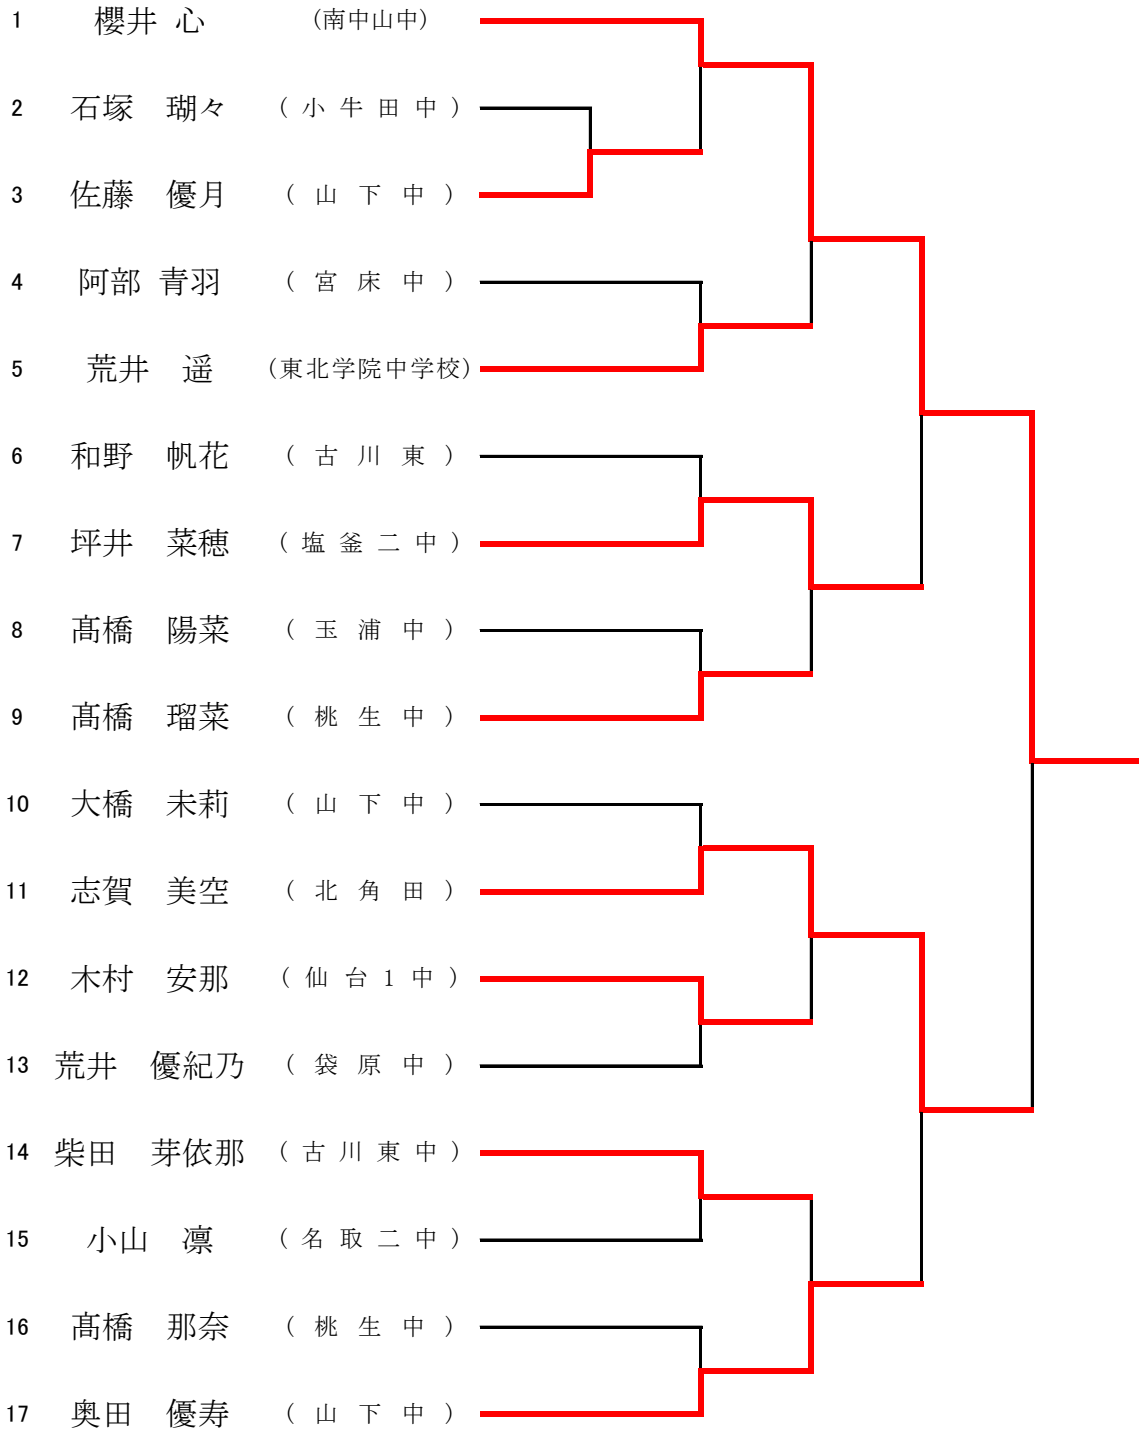 1 櫻井 心 (南中山中)
2 石塚 瑚々 (小牛田中)
3 佐藤 優月 (山下中)
4 阿部 青羽 (宮床中)
5 荒井 遥 (東北学院中学校)
6 和野 帆花 (古川東)
7 坪井 菜穂 (塩釜二中)
8 髙橋 陽菜 (玉浦中)
9 髙橋 瑠菜 (桃生中)
10 大橋 未莉 (山下中)
11 志賀 美空 (北角田)
12 木村 安那 (仙台1中)
13 荒井 優紀乃 (袋原中)
14 柴田 芽依那 (古川東中)
15 小山 凛 (名取二中)
16 髙橋 那奈 (桃生中)
17 奥田 優寿 (山下中)